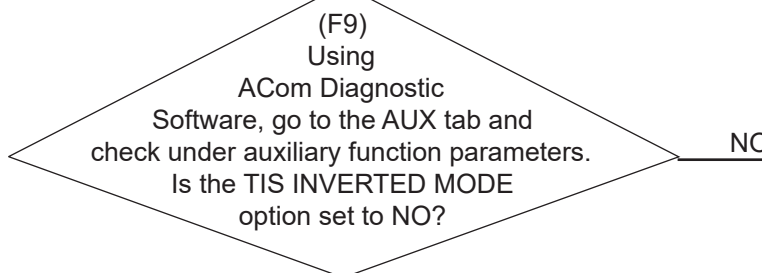 (F9)
Using
ACom Diagnostic
Software, go to the AUX tab and
check under auxiliary function parameters.
Is the TIS INVERTED MODE
option set to NO?
NO